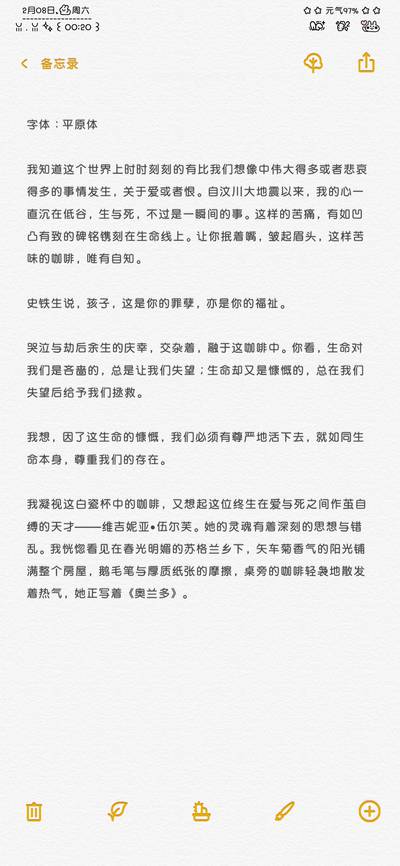 2月08日.周六
00:20
元气97%
备忘录
字体：平原体
我知道这个世界上时时刻刻的有比我们想像中伟大得多或者悲哀
得多的事情发生，关于爱或者恨。自汶川大地震以来，我的心一
直沉在低谷，生与死，不过是一瞬间的事。这样的苦痛，有如凹
凸有致的碑铭镌刻在生命线上。让你抿着嘴，皱起眉头，这样苦
味的咖啡，唯有自知。
史铁生说，孩子，这是你的罪孽，亦是你的福祉。
哭泣与劫后余生的庆幸，交杂着，融于这咖啡中。你看，生命对
我们是吝啬的，总是让我们失望；生命却又是慷慨的，总在我们
失望后给予我们拯救。
我想，因了这生命的慷慨，我们必须有尊严地活下去，就如同生
命本身，尊重我们的存在。
我凝视这白瓷杯中的咖啡，又想起这位终生在爱与死之间作茧自
缚的天才——维吉妮亚•伍尔芙。她的灵魂有着深刻的思想与错
乱。我恍惚看见在春光明媚的苏格兰乡下，矢车菊香气的阳光铺
满整个房屋，鹅毛笔与厚质纸张的摩擦，桌旁的咖啡轻袅地散发
着热气，她正写着《奥兰多》。